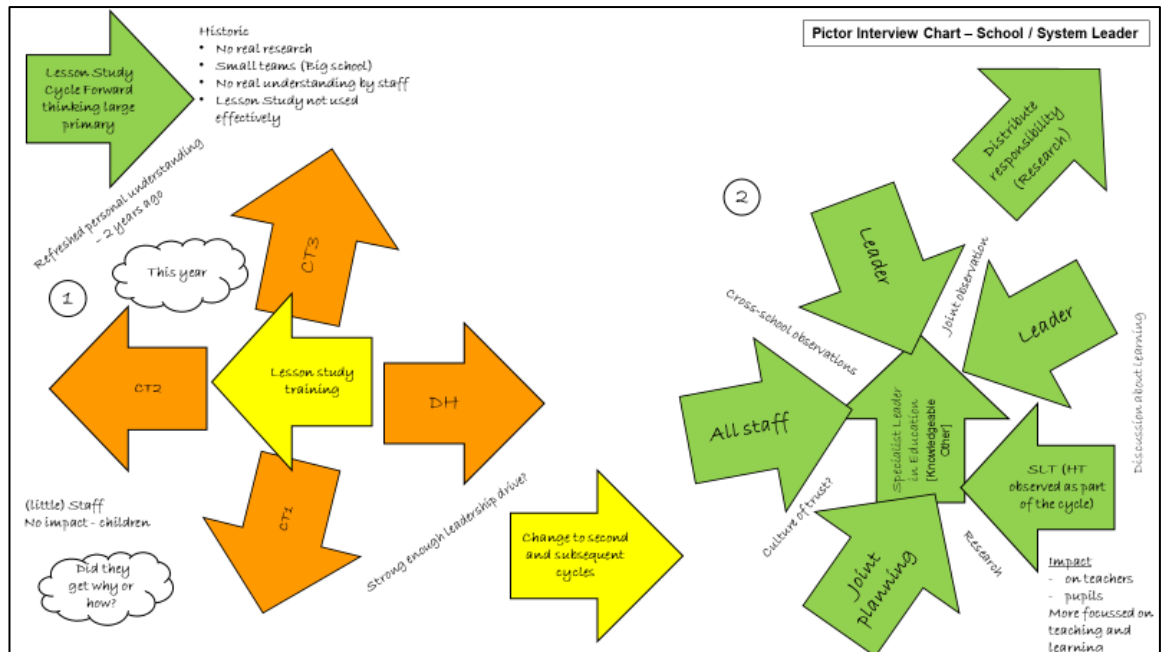 Pictor Interview Chart – School / System Leader
Lesson Study
Cycle Forward
thinking large
primary
Historic
• No real research
• Small teams (Big school)
• No real understanding by staff
• Lesson Study not used
effectively
Refreshed personal understanding
- 2 years ago
This year
1
CT3
CT2
Lesson study
training
DH
CT1
(little) Staff
No impact - children
Did they
get why or
how?
Strong enough leadership drive?
Change to second
and subsequent
cycles
2
Distribute
responsibility
(Research)
Leader
Joint observation
Cross-school observations
Leader
Discussion about learning
All staff
Specialist Leader
in Education
[Knowledgeable
Other]
SLT (HT
observed as part
of the cycle)
Culture of trust?
Joint
planning
Research
Impact
- on teachers
- pupils
More focussed on
teaching and
learning